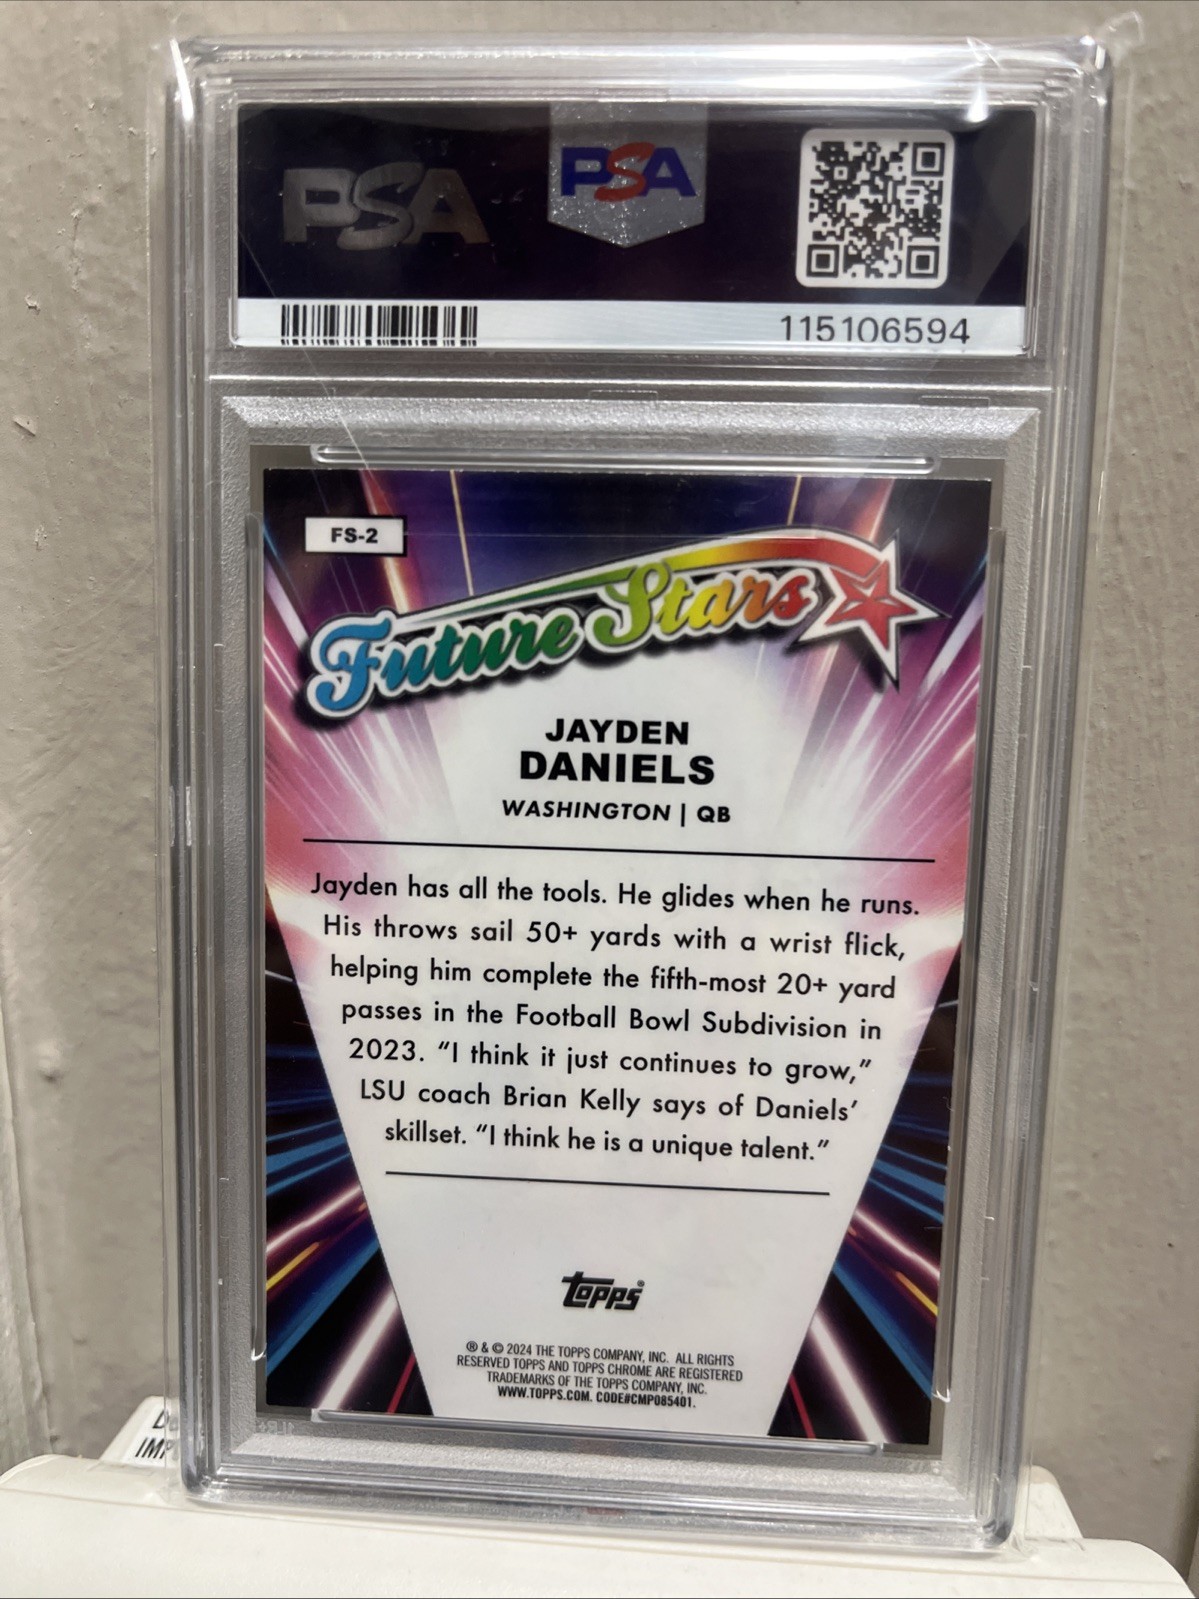 PSA
PSA
115106594
FS-2
Future Stars
JAYDEN
DANIELS
WASHINGTON | QB
Jayden has all the tools. He glides when he runs.
His throws sail 50+ yards with a wrist flick,
helping him complete the fifth-most 20+ yard
passes in the Football Bowl Subdivision in
2023. “I think it just continues to grow,”
LSU coach Brian Kelly says of Daniels’
skillset. “I think he is a unique talent.”
topps®
® & © 2024 THE TOPPS COMPANY, INC. ALL RIGHTS
RESERVED TOPPS AND TOPPS CHROME ARE REGISTERED
TRADEMARKS OF THE TOPPS COMPANY, INC.
WWW.TOPPS.COM. CODE#CMP085401.